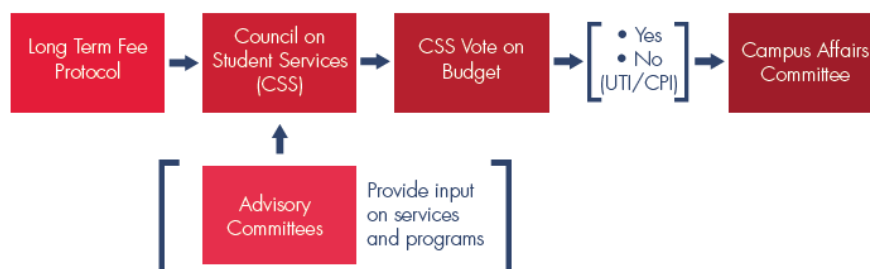 Long Term Fee
Protocol
Council on
Student Services
(CSS)
CSS Vote on
Budget
• Yes
• No
(UTI/CPI)
Campus Affairs
Committee
Advisory
Committees
Provide input
on services
and programs